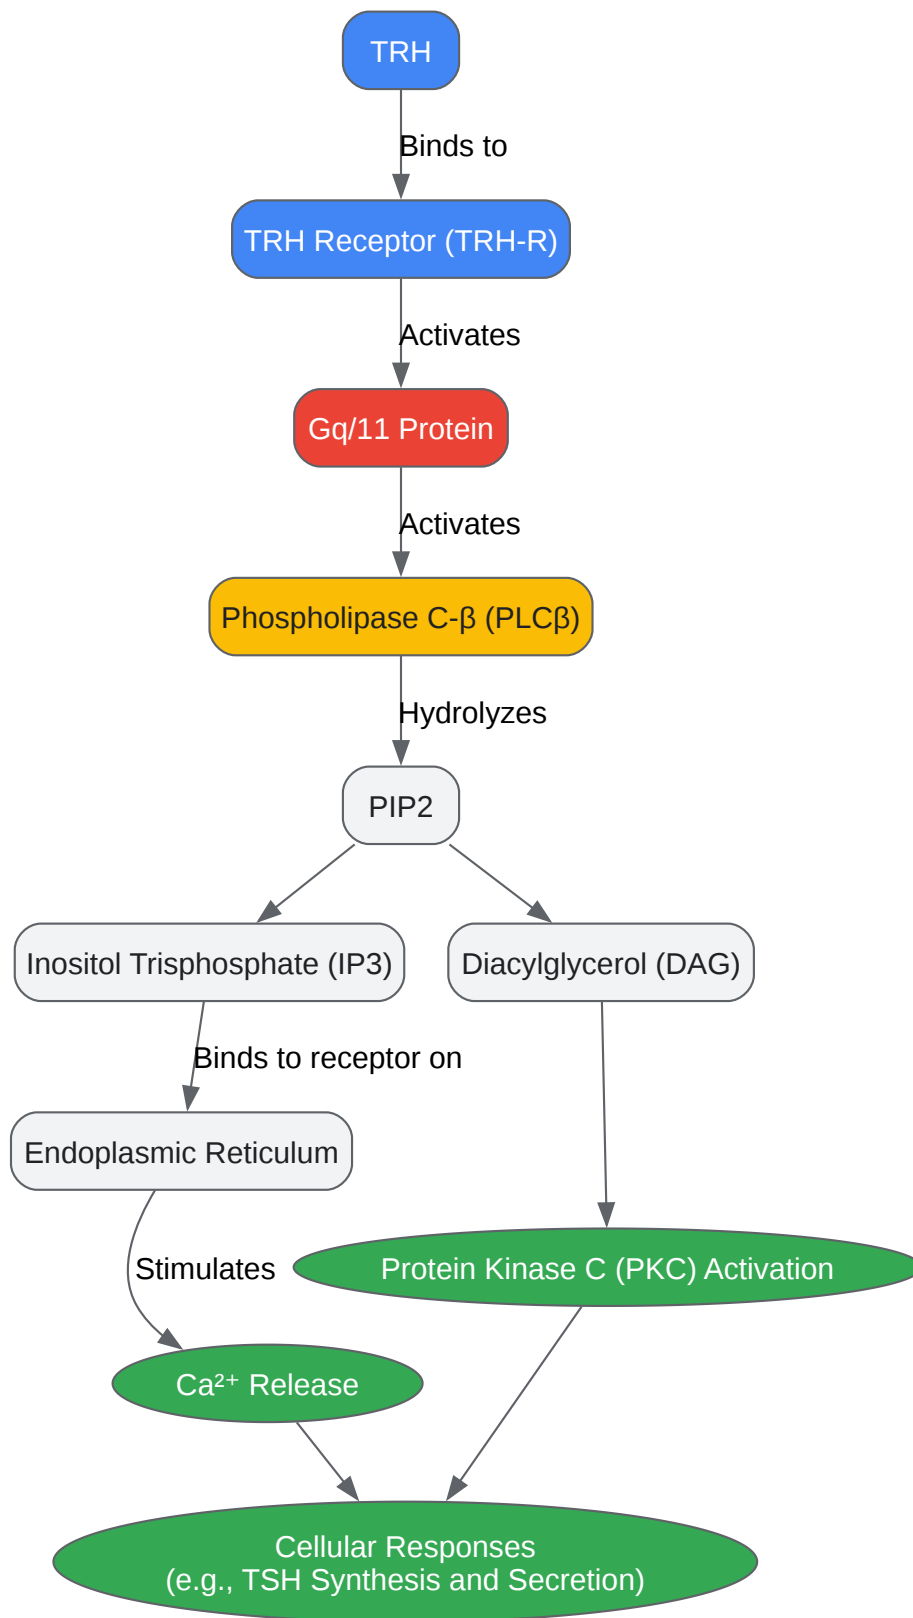 TRH
Binds to
TRH Receptor (TRH-R)
Activates
Gq/11 Protein
Activates
Phospholipase C-β (PLCβ)
Hydrolyzes
PIP2
Inositol Trisphosphate (IP3)
Diacylglycerol (DAG)
Binds to receptor on
Endoplasmic Reticulum
Stimulates
Protein Kinase C (PKC) Activation
Ca²⁺ Release
Cellular Responses
(e.g., TSH Synthesis and Secretion)